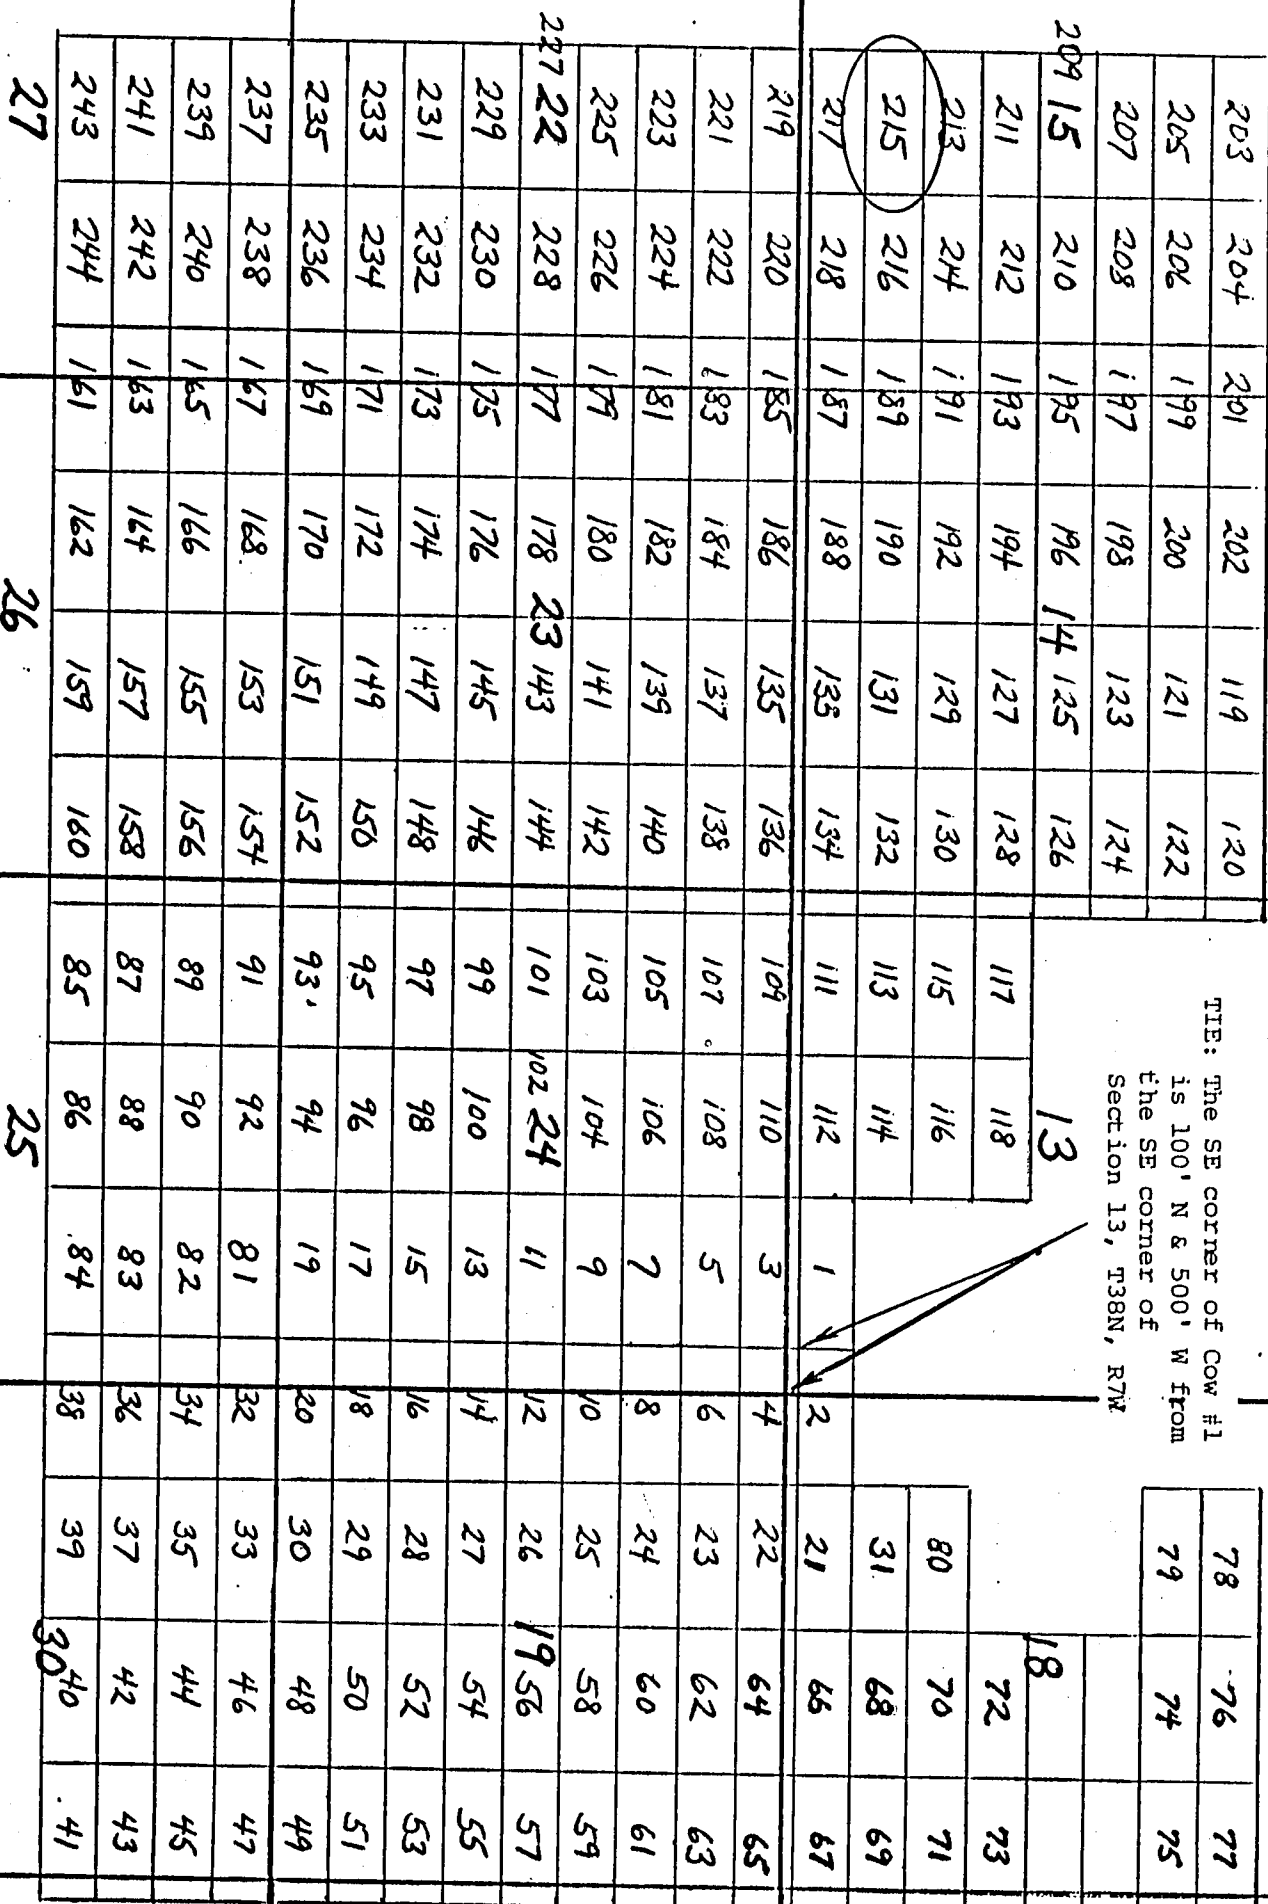 203 204 201 202 119 120
TIE: The SE corner of Cow #1
is 100' N & 500' W from
the SE corner of
Section 13, T38N, R7W
78 76 77
205 206 199 200 121 122 79 74 75
207 208 197 198 123 124
209 15 210 195 196 14 125 126 13 18
211 212 193 194 127 128 117 118 72 73
213 214 191 192 129 130 115 116 80 70 71
215 216 189 190 131 132 113 114 31 68 69
217 218 187 188 133 134 111 112 1 2 21 66 67
219 220 185 186 135 136 109 110 3 4 22 64 65
221 222 183 184 137 138 107 108 5 6 23 62 63
223 224 181 182 139 140 105 106 7 8 24 60 61
225 226 179 180 141 142 103 104 9 10 25 58 59
227 22 228 177 178 23 143 144 101 102 24 11 12 26 19 56 57
229 230 175 176 145 146 99 100 13 14 27 54 55
231 232 173 174 147 148 97 98 15 16 28 52 53
233 234 171 172 149 150 95 96 17 18 29 50 51
235 236 169 170 151 152 93 94 19 20 30 48 49
237 238 167 168 153 154 91 92 81 32 33 46 47
239 240 165 166 155 156 89 90 82 34 35 44 45
241 242 163 164 157 158 87 88 83 36 37 42 43
243 244 161 162 159 160 85 86 84 38 39 40 41
27 26 25 30